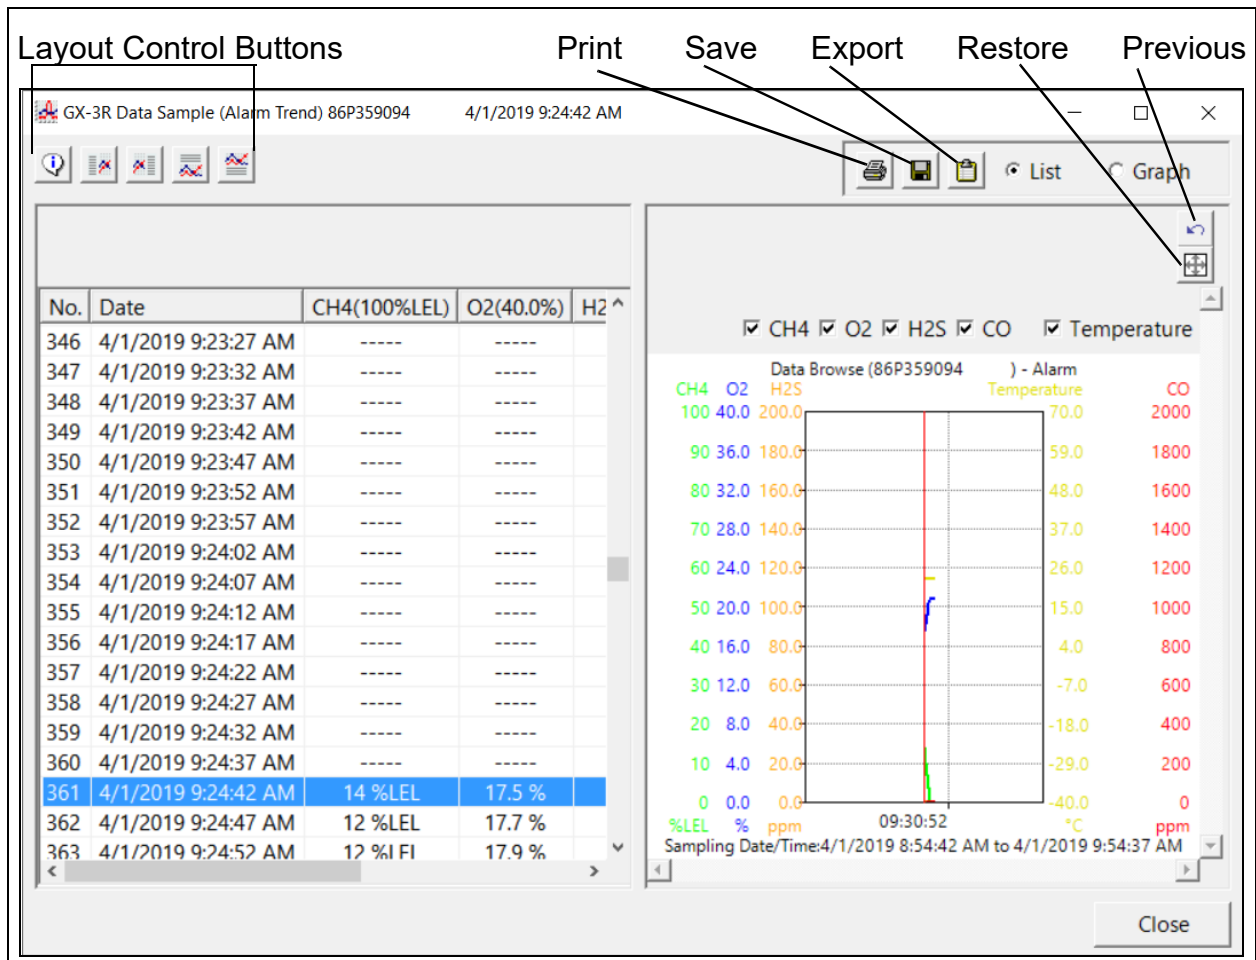 Layout Control Buttons Print Save Export Restore Previous
GX-3R Data Sample (Alarm Trend) 86P359094 4/1/2019 9:24:42 AM
List Graph
No. Date CH4(100%LEL) O2(40.0%) H2
346 4/1/2019 9:23:27 AM ----- -----
347 4/1/2019 9:23:32 AM ----- -----
348 4/1/2019 9:23:37 AM ----- -----
349 4/1/2019 9:23:42 AM ----- -----
350 4/1/2019 9:23:47 AM ----- -----
351 4/1/2019 9:23:52 AM ----- -----
352 4/1/2019 9:23:57 AM ----- -----
353 4/1/2019 9:24:02 AM ----- -----
354 4/1/2019 9:24:07 AM ----- -----
355 4/1/2019 9:24:12 AM ----- -----
356 4/1/2019 9:24:17 AM ----- -----
357 4/1/2019 9:24:22 AM ----- -----
358 4/1/2019 9:24:27 AM ----- -----
359 4/1/2019 9:24:32 AM ----- -----
360 4/1/2019 9:24:37 AM ----- -----
361 4/1/2019 9:24:42 AM 14 %LEL 17.5 %
362 4/1/2019 9:24:47 AM 12 %LEL 17.7 %
363 4/1/2019 9:24:52 AM 12 %LEL 17.9 %
CH4 O2 H2S CO Temperature
Data Browse (86P359094 ) - Alarm
CH4 O2 H2S Temperature CO
100 40.0 200.0 70.0 2000
90 36.0 180.0 59.0 1800
80 32.0 160.0 48.0 1600
70 28.0 140.0 37.0 1400
60 24.0 120.0 26.0 1200
50 20.0 100.0 15.0 1000
40 16.0 80.0 4.0 800
30 12.0 60.0 -7.0 600
20 8.0 40.0 -18.0 400
10 4.0 20.0 -29.0 200
0 0.0 0.0 -40.0 0
%LEL % ppm 09:30:52 °C ppm
Sampling Date/Time:4/1/2019 8:54:42 AM to 4/1/2019 9:54:37 AM
Close